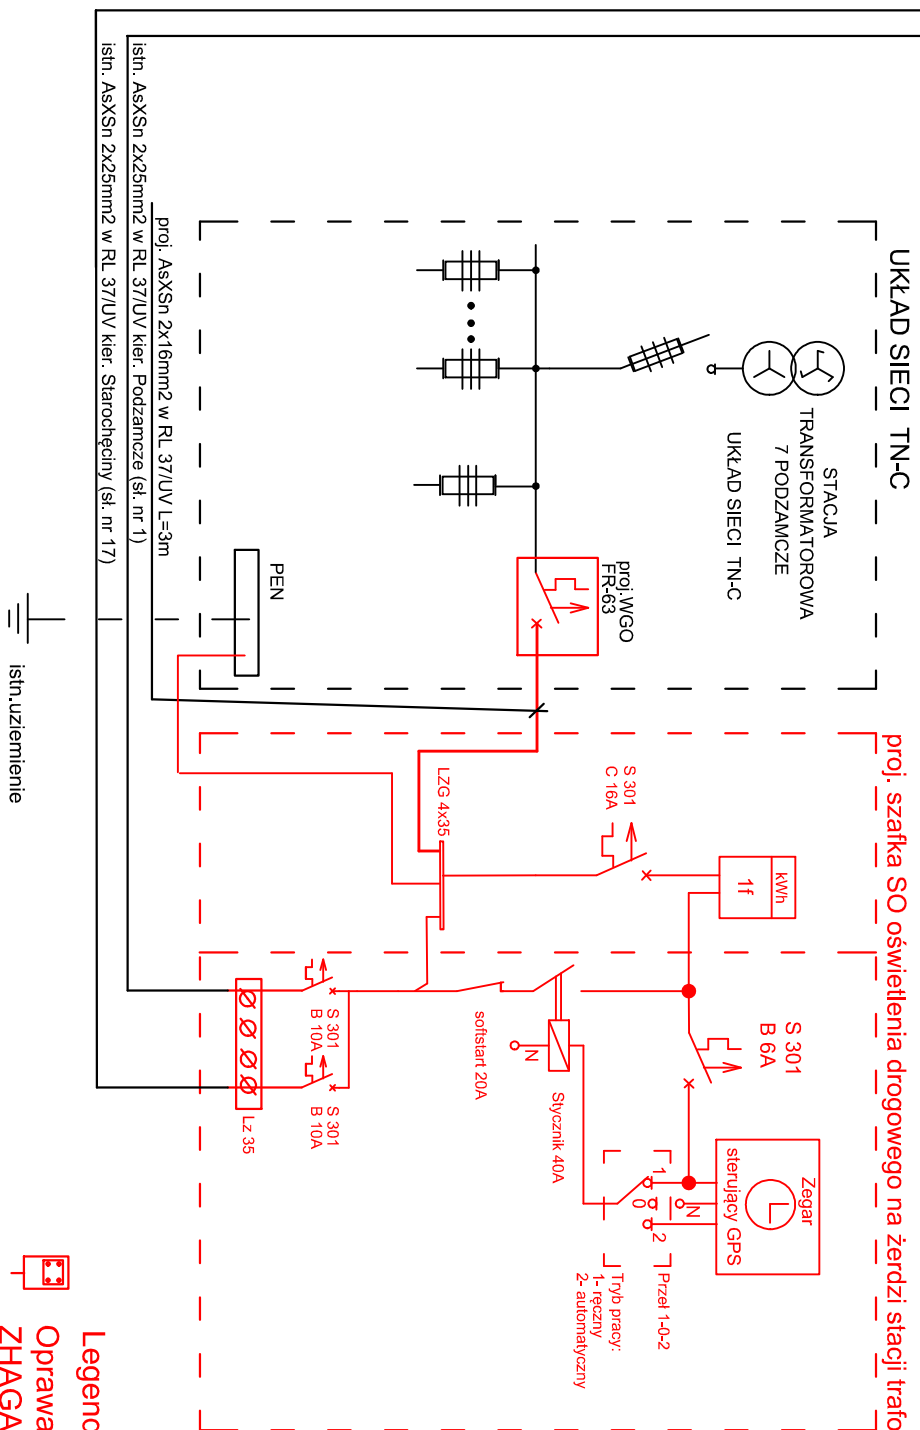 UKŁAD SIECI TN-C
STACJA
TRANSFORMATOROWA
7 PODZAMCZE
UKŁAD SIECI TN-C
proj.WGO
FR-63
PEN
proj. AsXSn 2x16mm2 w RL 37/UV L=3m
istn. AsXSn 2x25mm2 w RL 37/UV kier. Podzamcze (sł. nr 1)
istn. AsXSn 2x25mm2 w RL 37/UV kier. Starochęciny (sł. nr 17)
istn.uziemienie
proj. szafka SO oświetlenia drogowego na żerdzi stacji trafo
kWh
1f
S 301
C 16A
LZG 4x35
S 301
B 6A
softstart 20A
Stycznik 40A
N
S 301
B 10A
S 301
B 10A
Lz 35
Zegar
sterujący GPS
N
1
0
2
Przeł 1-0-2
Tryb pracy:
1- ręczny
2- automatyczny
Legend
Oprawa
ZHAGA